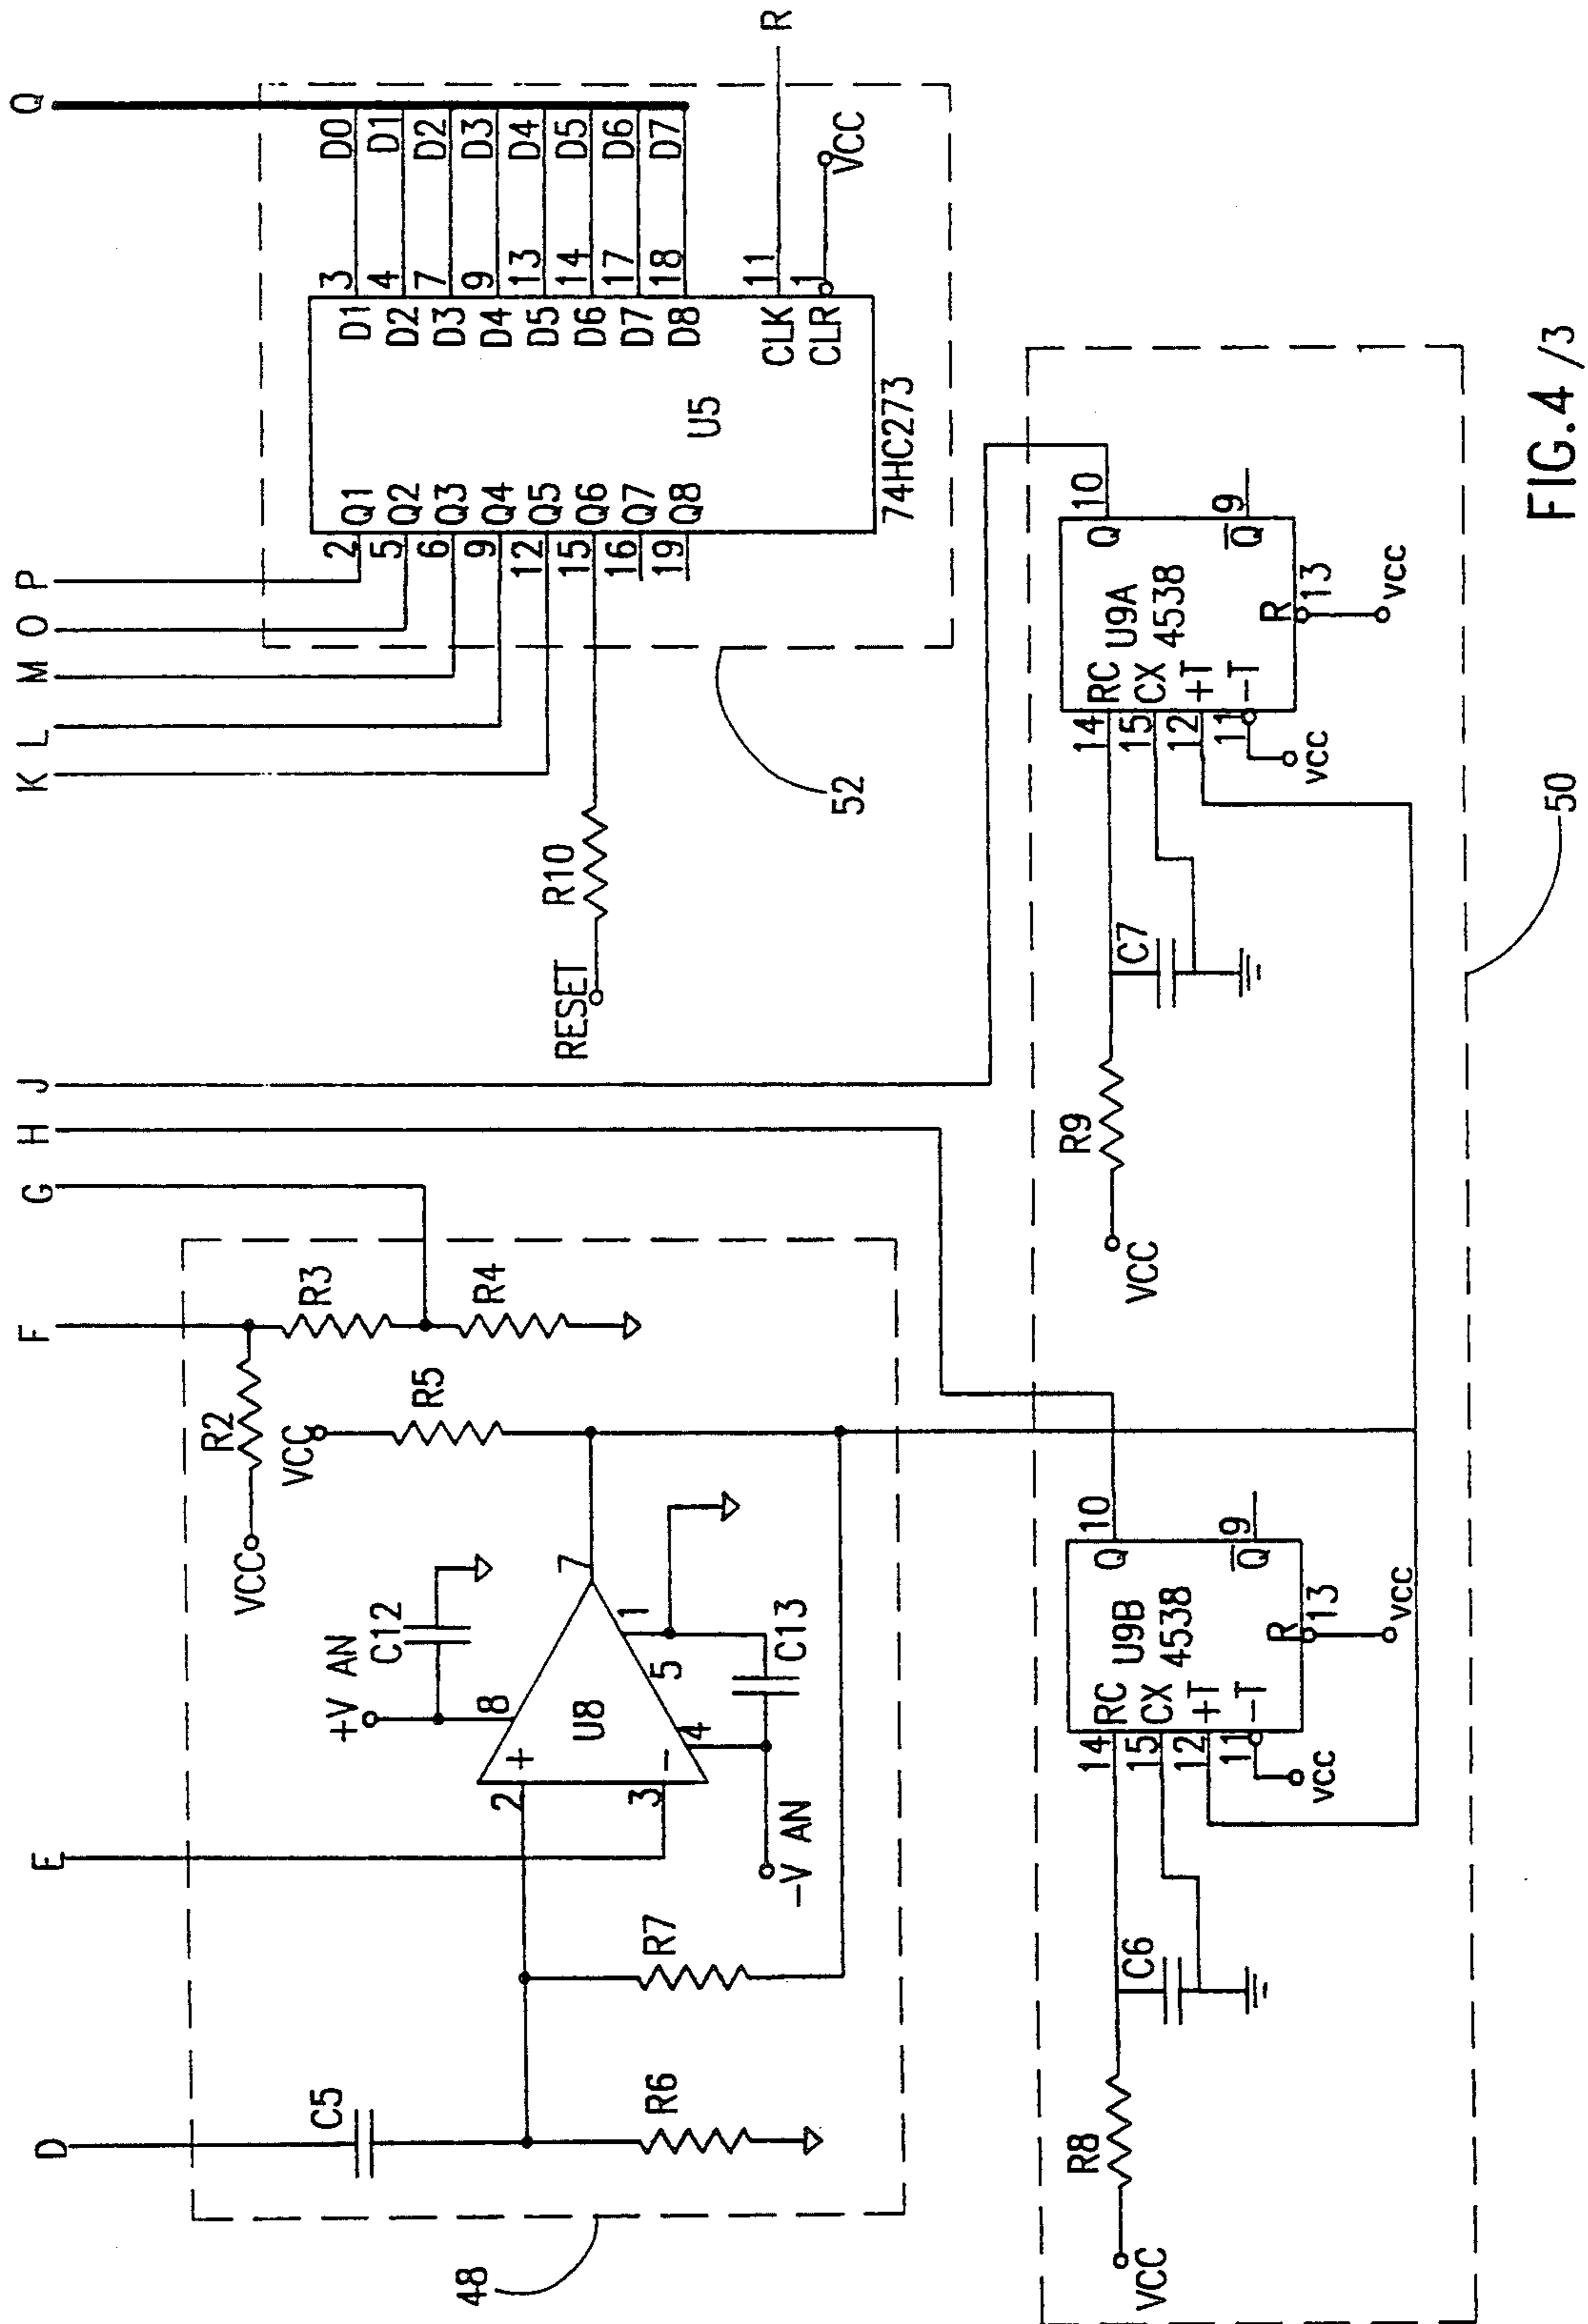 D
E
F
G
H
J
K
L
M
O
P
Q
48
C5
R6
R7
2
3
+
-
U8
8
4
5
1
7
+V AN
C12
-V AN
C13
VCC
R2
VCC
R5
R3
R4
RESET
R10
2 Q1
5 Q2
6 Q3
9 Q4
12 Q5
15 Q6
16 Q7
19 Q8
U5
74HC273
D1 3 D0
D2 4 D1
D3 7 D2
D4 9 D3
D5 13 D4
D6 14 D5
D7 17 D6
D8 18 D7
CLK 11
R
CLR 1
VCC
52
VCC
R8
C6
14 RC
15 CX
12 +T
11 -T
VCC
U9B
4538
Q 10
Q 9
R 13
VCC
VCC
R9
C7
14 RC
15 CX
12 +T
11 -T
VCC
U9A
4538
Q 10
Q 9
R 13
VCC
50
FIG.4 /3